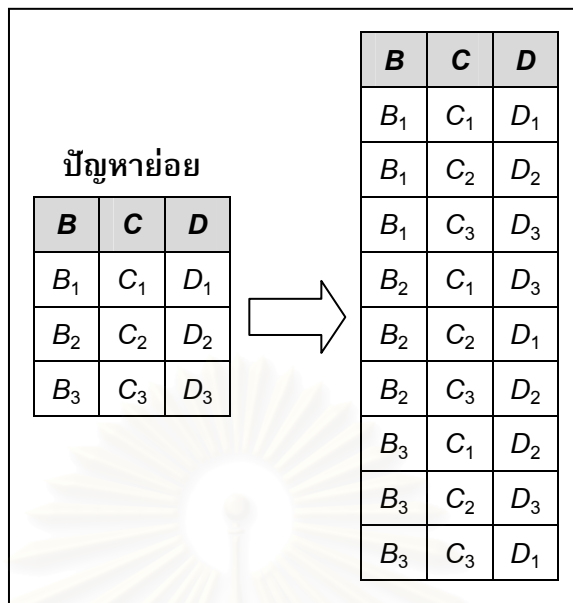 ปัญหาย่อย
B C D
B1 C1 D1
B2 C2 D2
B3 C3 D3
B C D
B1 C1 D1
B1 C2 D2
B1 C3 D3
B2 C1 D3
B2 C2 D1
B2 C3 D2
B3 C1 D2
B3 C2 D3
B3 C3 D1